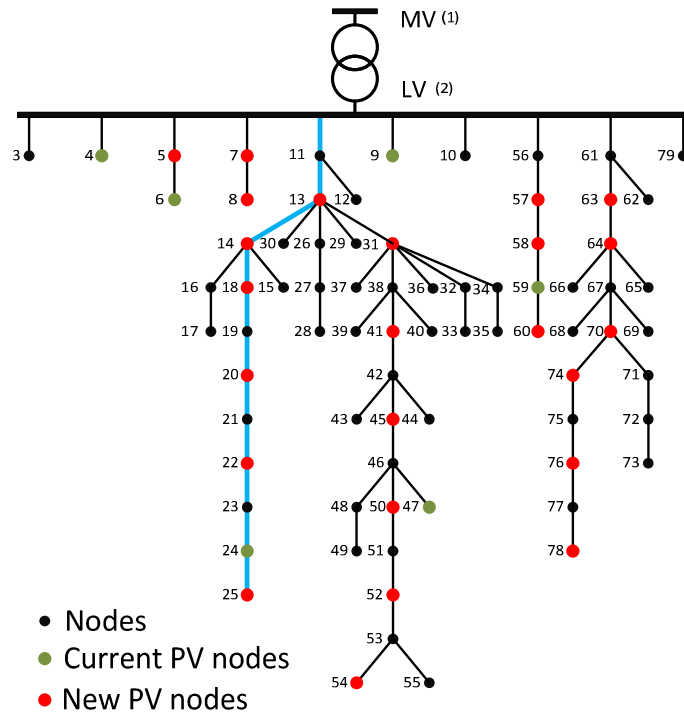 MV (1)
LV (2)
3 4 5 7 11 9 10 56 61 79
6 8 13 12 57 63 62
14 30 26 29 31 58 64
16 18 15 27 37 38 36 32 34 59 66 67 65
17 19 28 39 41 40 33 35 60 68 70 69
20 42 74 71
21 43 45 44 75 72
22 46 76 73
23 48 50 47 77
24 49 51 78
25 52
53
54 55
Nodes
Current PV nodes
New PV nodes